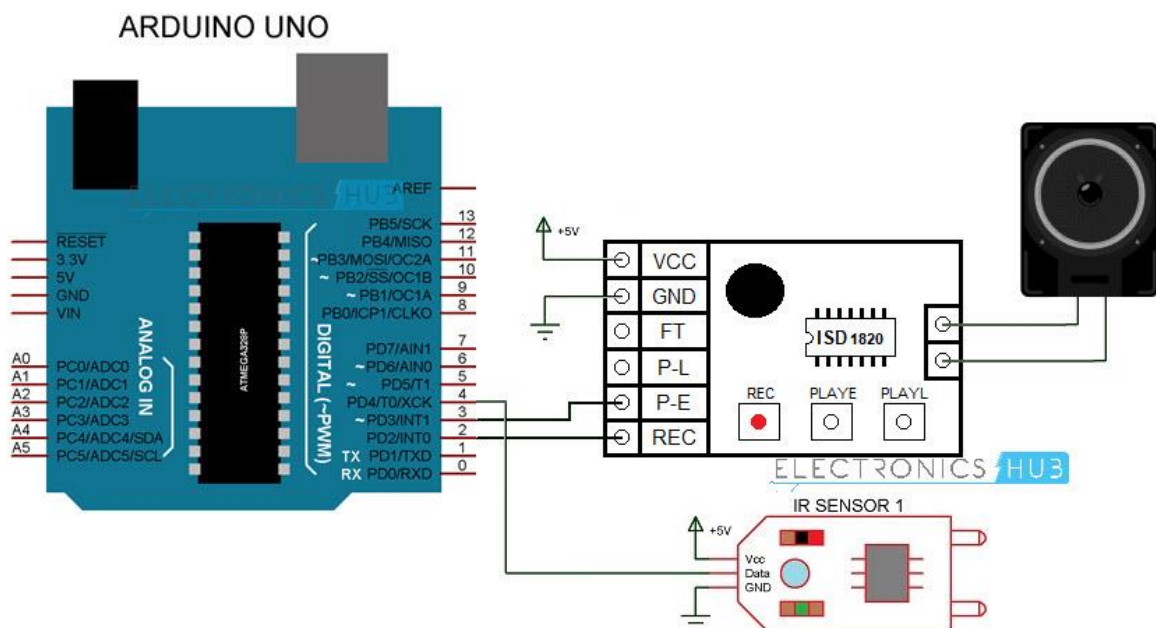 ARDUINO UNO
ELECTRONICS HUB
AREF
PB5/SCK 13
PB4/MISO 12
~PB3/MOSI/OC2A 11
~ PB2/SS/OC1B 10
~ PB1/OC1A 9
PB0/ICP1/CLKO 8
PD7/AIN1 7
~PD6/AIN0 6
~ PD5/T1 5
PD4/T0/XCK 4
~PD3/INT1 3
PD2/INT0 2
TX PD1/TXD 1
RX PD0/RXD 0
RESET
3.3V
5V
GND
VIN
A0 PC0/ADC0
A1 PC1/ADC1
A2 PC2/ADC2
A3 PC3/ADC3
A4 PC4/ADC4/SDA
A5 PC5/ADC5/SCL
ANALOG IN
ATMEGA328P
DIGITAL (~PWM)
+5V
VCC
GND
FT
P-L
P-E
REC
ISD 1820
REC PLAYE PLAYL
ELECTRONICS HUB
IR SENSOR 1
+5V
Vcc
Data
GND